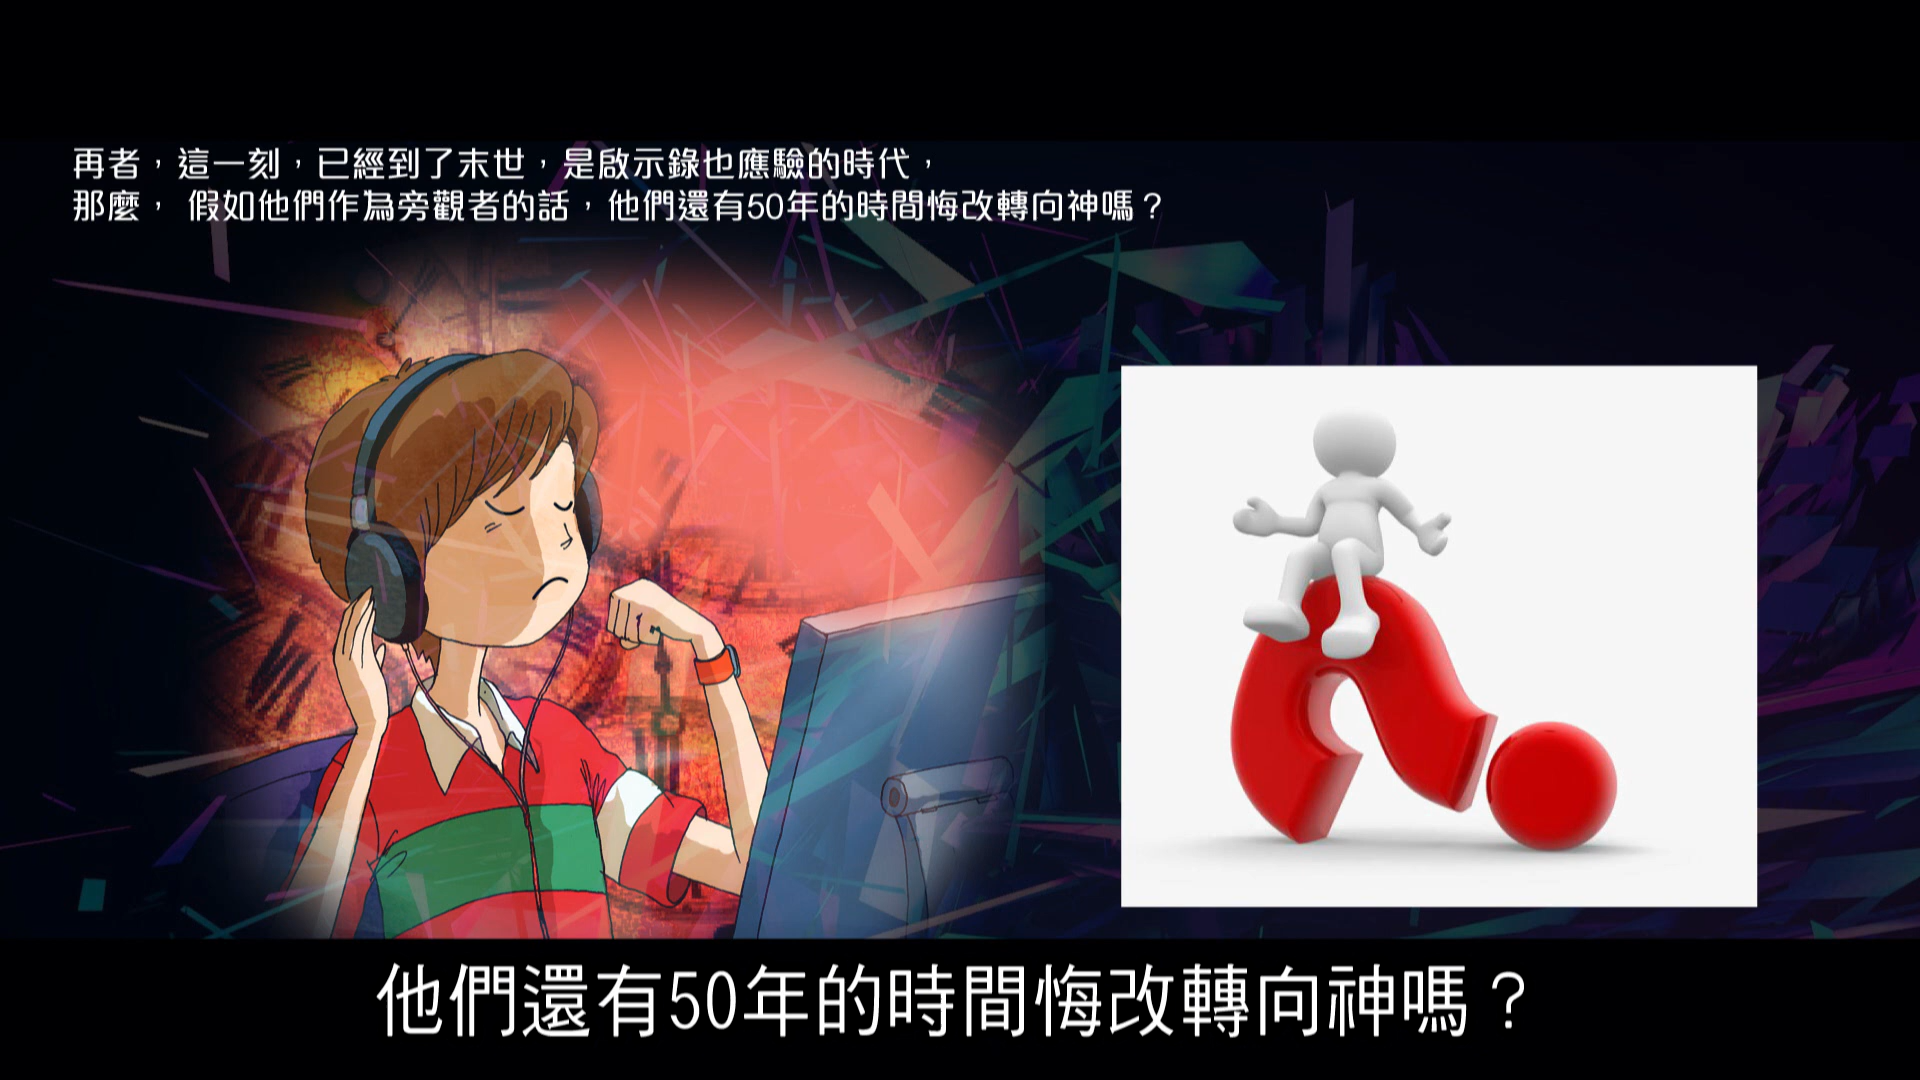 再者，這一刻，已經到了末世，是啟示錄也應驗的時代，
那麼， 假如他們作為旁觀者的話，他們還有50年的時間悔改轉向神嗎？
他們還有50年的時間悔改轉向神嗎？